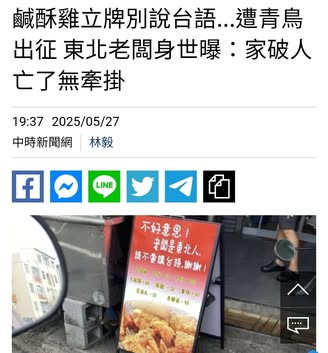 鹹酥雞立牌別說台語...遭青鳥
出征 東北老闆身世曝：家破人
亡了無牽掛
19:37 2025/05/27
中時新聞網 林毅
LINE
不好意思！
老闆是東北人
請不要講台語,謝謝！